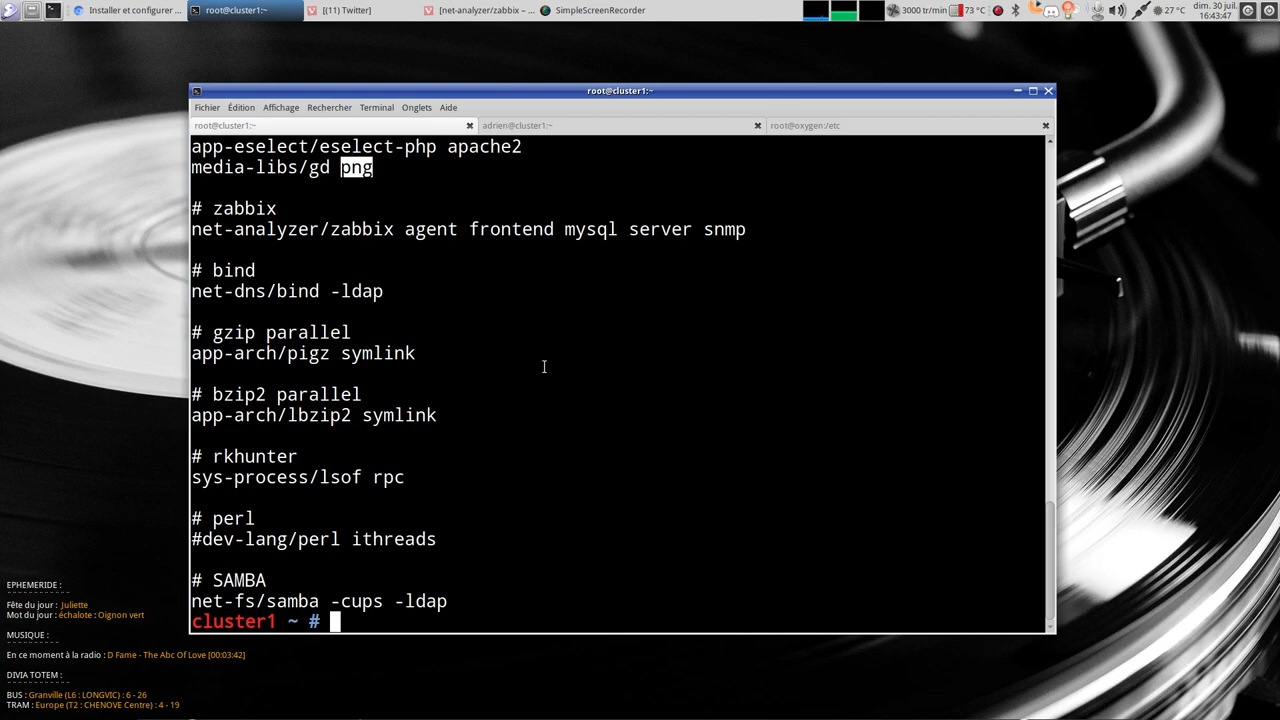 Installer et configurer ...
root@cluster1:~
[(11) Twitter]
[net-analyzer/zabbix – ...
SimpleScreenRecorder
3000 tr/min
73 °C
27 °C
dim. 30 juil.
16:43:47
root@cluster1:~
Fichier Édition Affichage Rechercher Terminal Onglets Aide
root@cluster1:~
adrien@cluster1:~
root@oxygen:/etc
app-eselect/eselect-php apache2
media-libs/gd png
# zabbix
net-analyzer/zabbix agent frontend mysql server snmp
# bind
net-dns/bind -ldap
# gzip parallel
app-arch/pigz symlink
# bzip2 parallel
app-arch/lbzip2 symlink
# rkhunter
sys-process/lsof rpc
# perl
#dev-lang/perl ithreads
# SAMBA
net-fs/samba -cups -ldap
cluster1 ~ #
EPHEMERIDE :
Fête du jour : Juliette
Mot du jour : échalote : Oignon vert
MUSIQUE :
En ce moment à la radio : D Fame - The Abc Of Love [00:03:42]
DIVIA TOTEM :
BUS : Granville (L6 : LONGVIC) : 6 - 26
TRAM : Europe (T2 : CHENOVE Centre) : 4 - 19